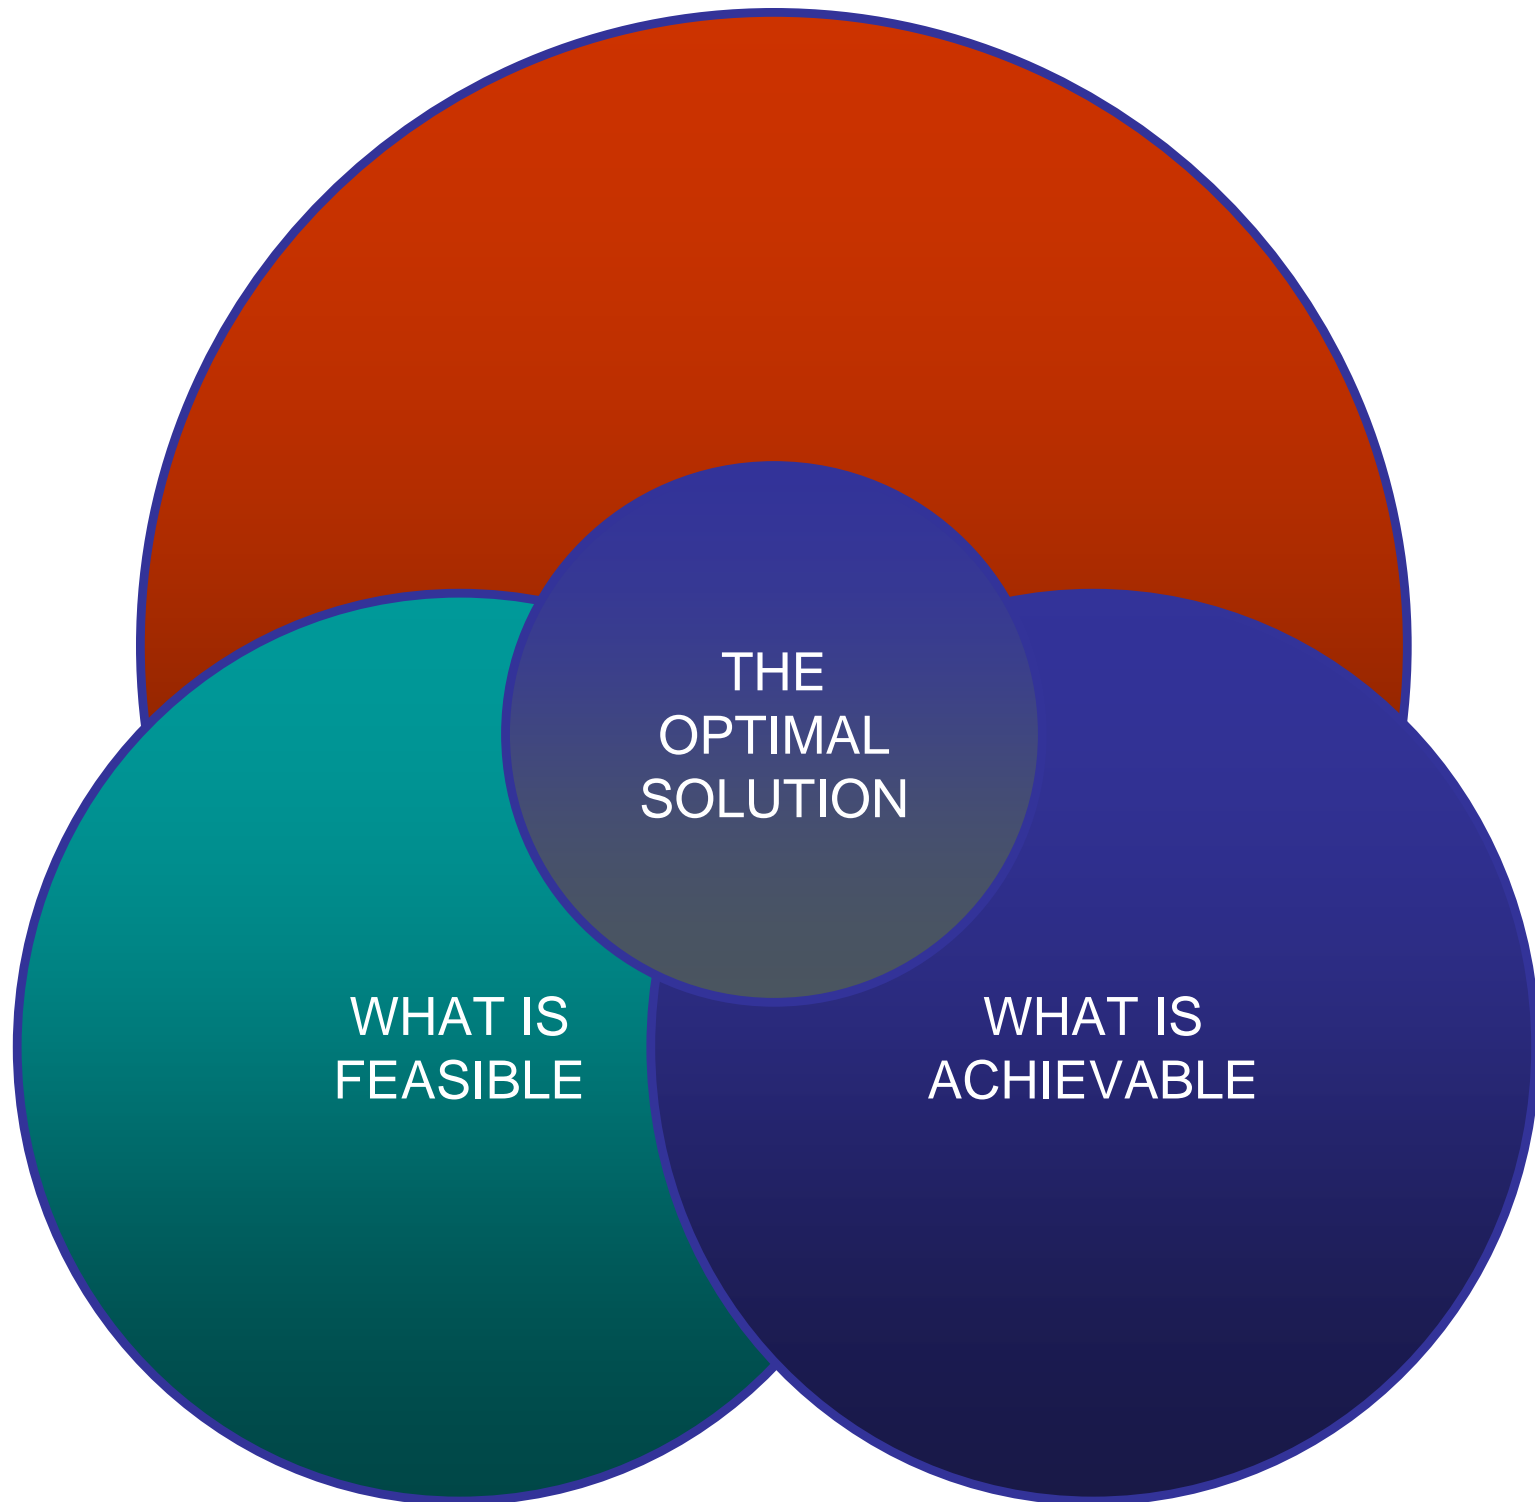 THE
OPTIMAL
SOLUTION
WHAT IS
FEASIBLE
WHAT IS
ACHIEVABLE